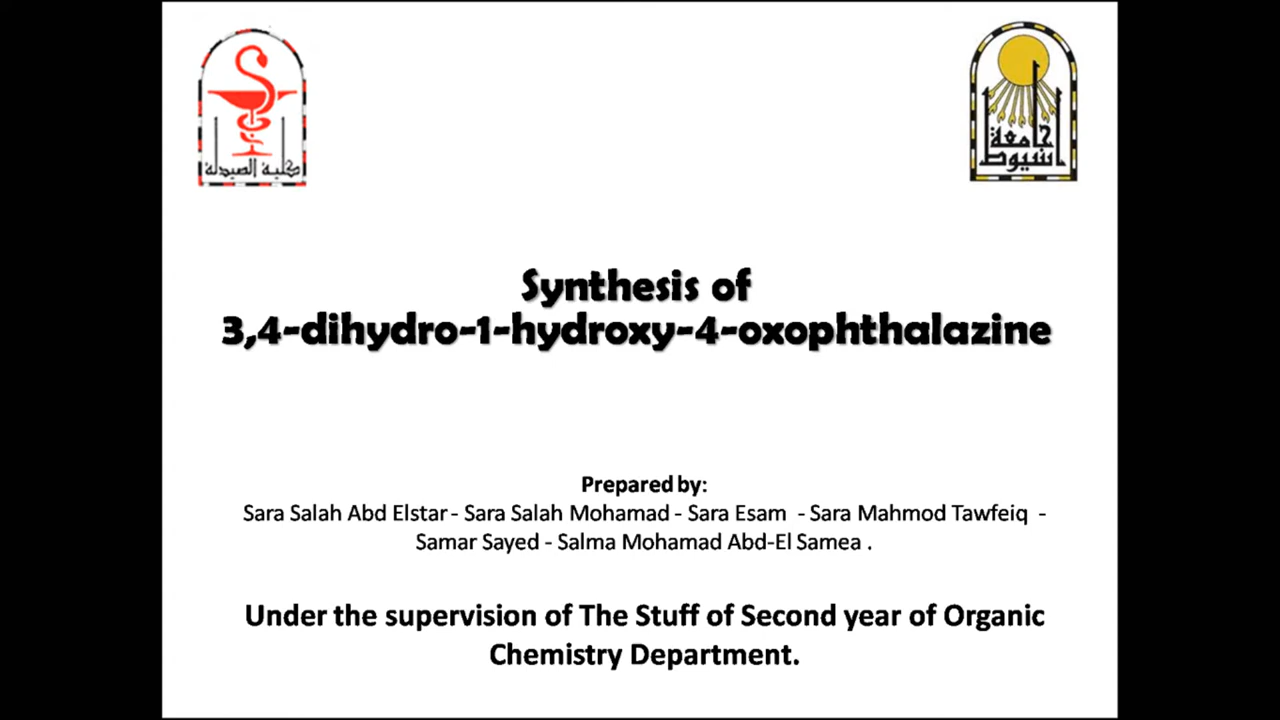 كلية الصيدلة
جامعة
أسيوط
Synthesis of
3,4-dihydro-1-hydroxy-4-oxophthalazine
Prepared by:
Sara Salah Abd Elstar - Sara Salah Mohamad - Sara Esam - Sara Mahmod Tawfeiq -
Samar Sayed - Salma Mohamad Abd-El Samea .
Under the supervision of The Stuff of Second year of Organic
Chemistry Department.